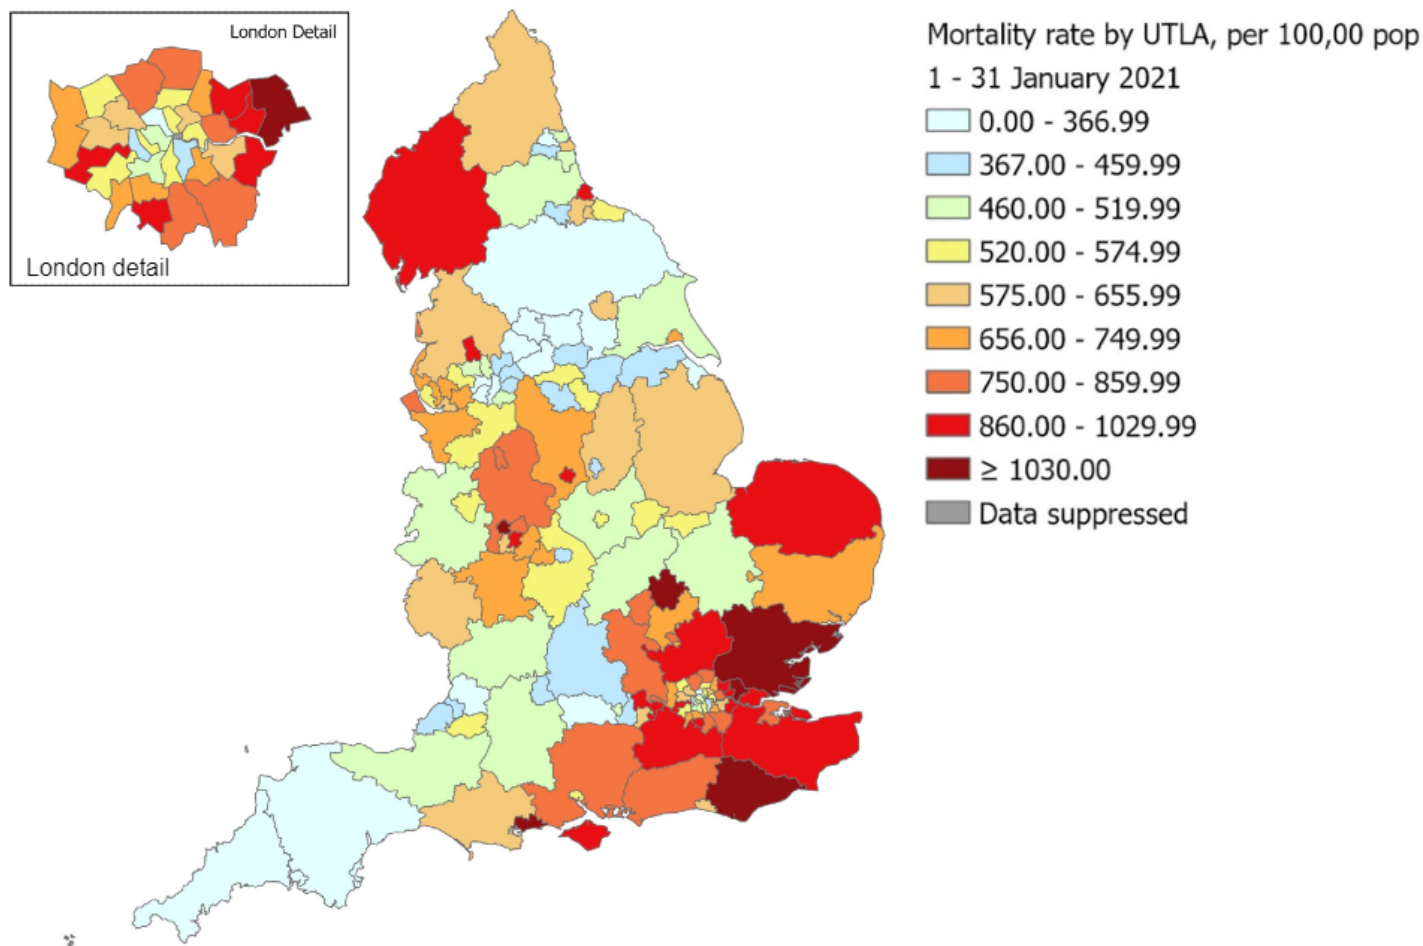 London Detail
London detail
Mortality rate by UTLA, per 100,00 pop
1 - 31 January 2021
0.00 - 366.99
367.00 - 459.99
460.00 - 519.99
520.00 - 574.99
575.00 - 655.99
656.00 - 749.99
750.00 - 859.99
860.00 - 1029.99
≥ 1030.00
Data suppressed